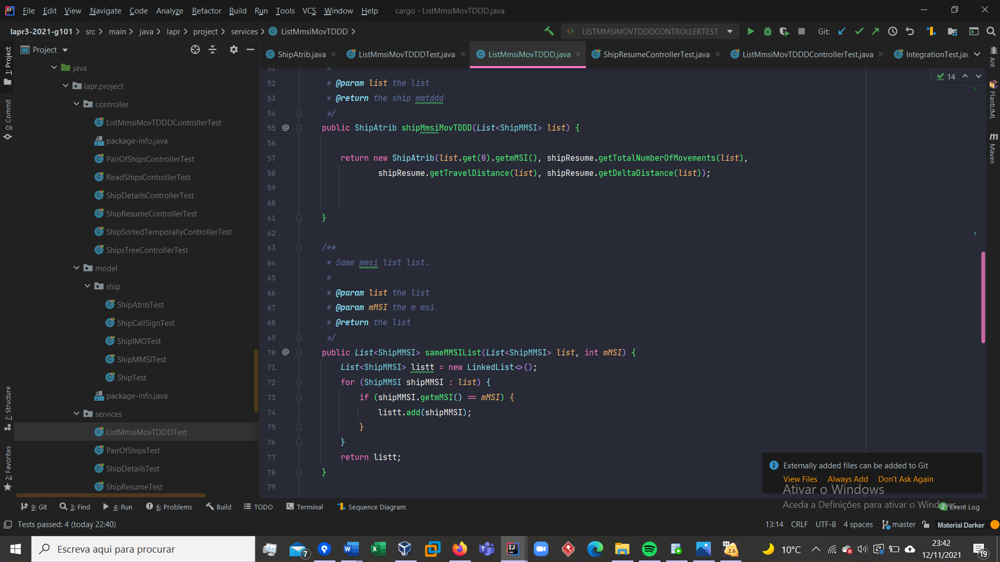 File Edit View Navigate Code Analyze Refactor Build Run Tools VCS Window Help cargo - ListMmsiMovTDDD.java
lapr3-2021-g101 src main java lapr project services ListMmsiMovTDDD LISTMMSIMOVTDDDCONTROLLERTEST Git:
Project
ShipAtrib.java ListMmsiMovTDDDTest.java ListMmsiMovTDDD.java ShipResumeControllerTest.java ListMmsiMovTDDDControllerTest.java IntegrationTest.jav
1: Project
0: Commit
7: Structure
2: Favorites
java
lapr.project
controller
ListMmsiMovTDDDControllerTest
package-info.java
PairOfShipsControllerTest
ReadShipsControllerTest
ShipDetailsControllerTest
ShipResumeControllerTest
ShipSortedTemporallyControllerTest
ShipsTreeControllerTest
model
ship
ShipAtribTest
ShipCallSignTest
ShipIMOTest
ShipMMSITest
ShipTest
package-info.java
services
ListMmsiMovTDDDTest
PairOfShipsTest
ShipDetailsTest
ShipResumeTest
51 *
52 * @param list the list
53 * @return the ship mmtddd
54 */
55 @ public ShipAtrib shipMmsiMovTDDD(List<ShipMMSI> list) {
56
57 return new ShipAtrib(list.get(0).getmMSI(), shipResume.getTotalNumberOfMovements(list),
58 shipResume.getTravelDistance(list), shipResume.getDeltaDistance(list));
59
60
61 }
62
63 /**
64 * Same mmsi list list.
65 *
66 * @param list the list
67 * @param mMSI the m msi
68 * @return the list
69 */
70 @ public List<ShipMMSI> sameMMSIList(List<ShipMMSI> list, int mMSI) {
71 List<ShipMMSI> listt = new LinkedList<>();
72 for (ShipMMSI shipMMSI : list) {
73 if (shipMMSI.getmMSI() == mMSI) {
74 listt.add(shipMMSI);
75 }
76 }
77 return listt;
78 }
79
14
Ant
PlantUML
m Maven
Externally added files can be added to Git
View Files Always Add Don't Ask Again
Ativar o Windows
Aceda a Definições para ativar o Windows.
9: Git 3: Find 4: Run 6: Problems Build TODO Terminal Sequence Diagram 2 Event Log
Tests passed: 4 (today 22:40) 13:14 CRLF UTF-8 4 spaces master Material Darker
Escreva aqui para procurar 7 64 2.6 10°C 23:42
12/11/2021 19